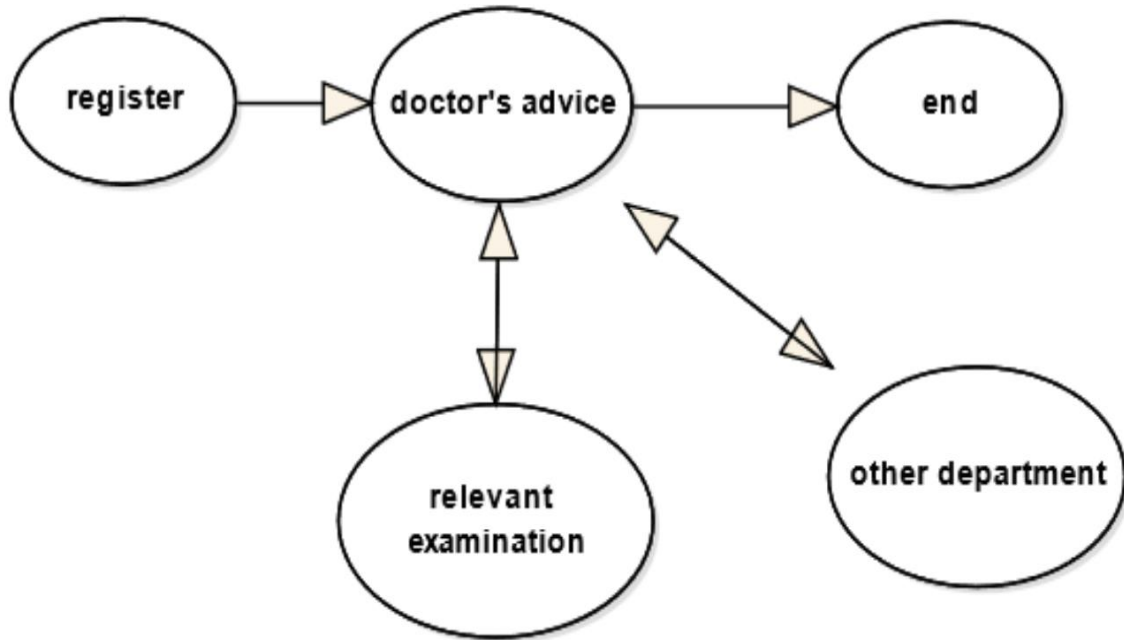 register
doctor's advice
end
relevant
examination
other department